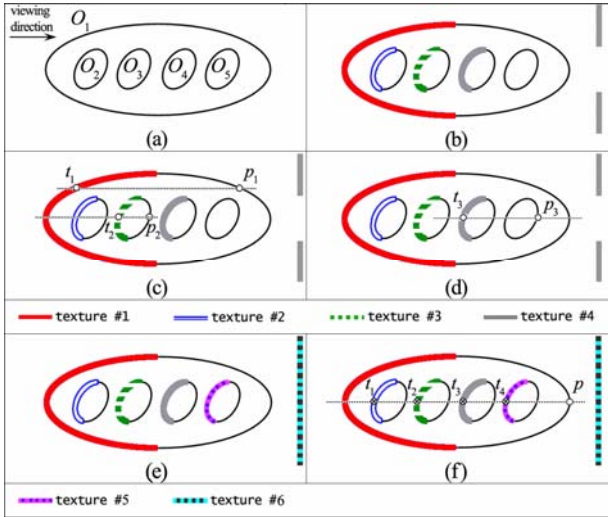 viewing
direction
O1
O2 O3 O4 O5
(a) (b)
t1 p1
t2 p2
t3 p3
(c) (d)
texture #1 texture #2 texture #3 texture #4
t1 t2 t3 t4 p
(e) (f)
texture #5 texture #6